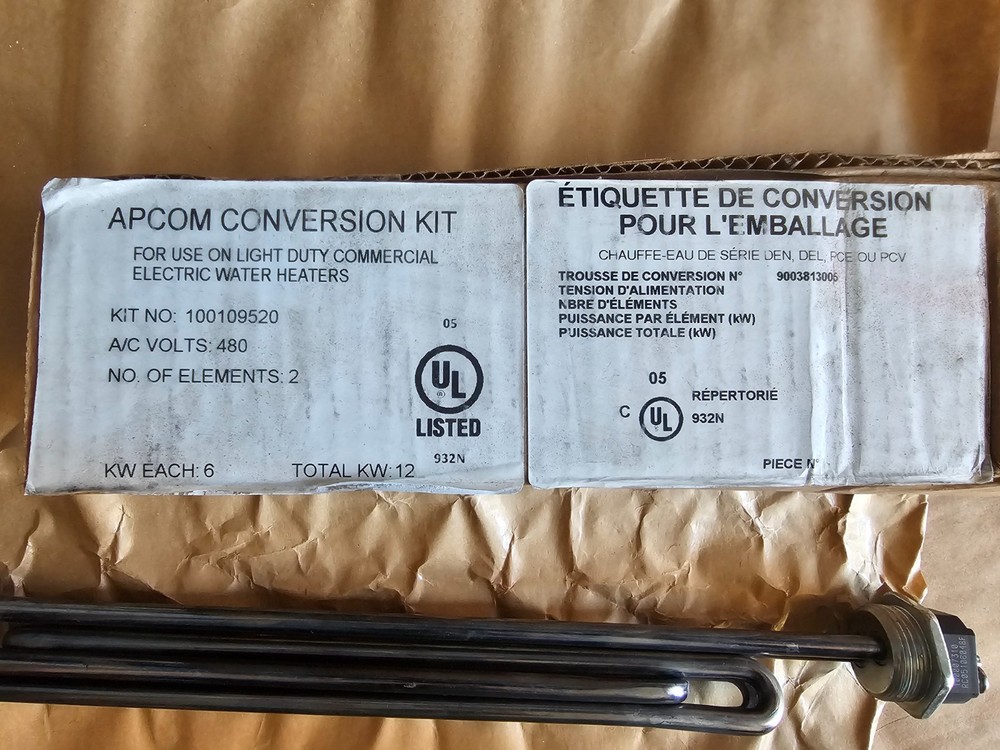 APCOM CONVERSION KIT
FOR USE ON LIGHT DUTY COMMERCIAL
ELECTRIC WATER HEATERS
KIT NO: 100109520
A/C VOLTS: 480
NO. OF ELEMENTS: 2
KW EACH: 6 TOTAL KW: 12
05
UL
LISTED
932N
ÉTIQUETTE DE CONVERSION
POUR L'EMBALLAGE
CHAUFFE-EAU DE SÉRIE DEN, DEL, PCE OU PCV
TROUSSE DE CONVERSION N° 9003813005
TENSION D'ALIMENTATION
NBRE D'ÉLÉMENTS
PUISSANCE PAR ÉLÉMENT (kW)
PUISSANCE TOTALE (kW)
05
C UL RÉPERTORIÉ
932N
PIECE N°